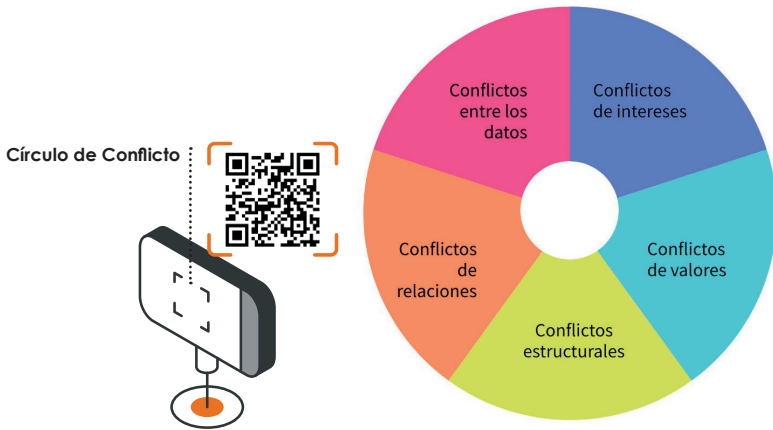 Círculo de Conflicto
Conflictos
entre los
datos
Conflictos
de intereses
Conflictos
de
relaciones
Conflictos
de valores
Conflictos
estructurales